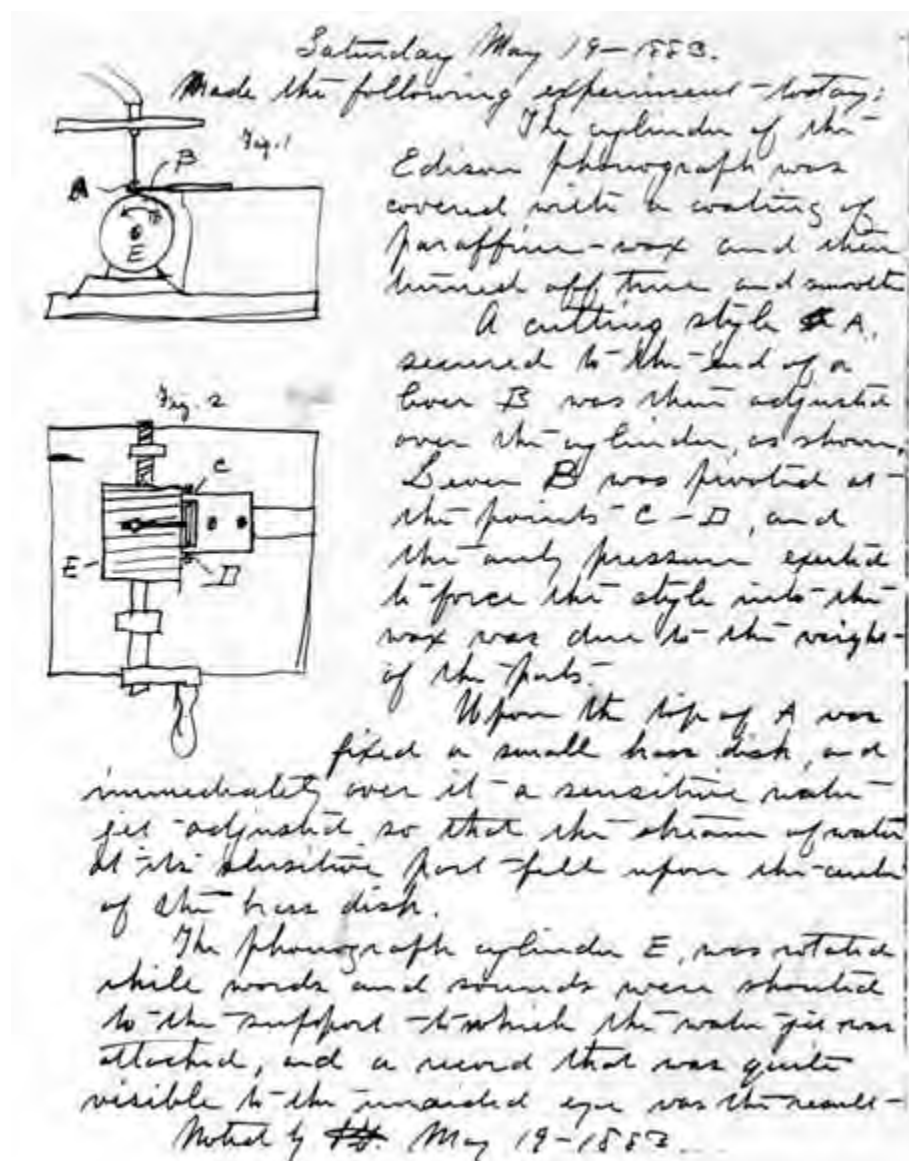 Saturday May 19–1883.
Made the following experiment to-day:
Fig. 1
The cylinder of the
Edison phonograph was
covered with a coating of
paraffine-wax and then
turned off true and smooth
A cutting style A,
secured to the end of a
lever B was then adjusted
over the cylinder, as shown.
Lever B was pivoted at
the points C–D, and
the only pressure exerted
to force the style into the
wax was due to the weight
of the parts.
Upon the top of A was
fixed a small brass disk, and
immediately over it a sensitive water
jet adjusted so that the stream of water
at its sensitive part fell upon the center
of the brass disk.
The phonograph cylinder E, was rotated
while words and sounds were shouted
to the support to which the water jet was
attached, and a record that was quite
visible to the unaided eye was the result
Noted by May 19–1883.
A
B
E
Fig. 2
C
E
D